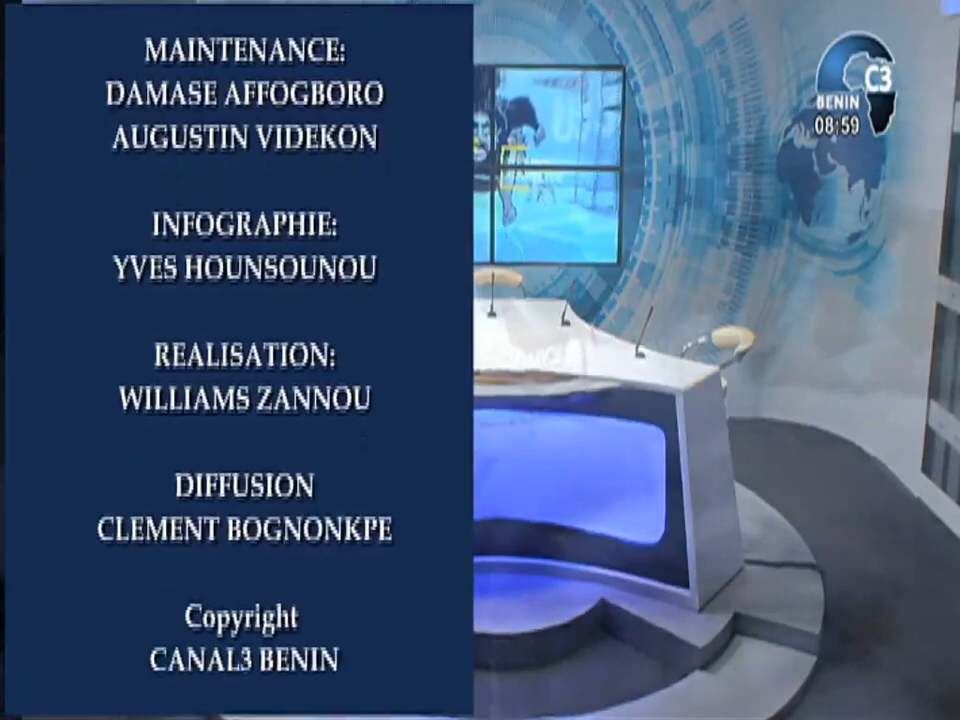 MAINTENANCE:
DAMASE AFFOGBORO
AUGUSTIN VIDEKON
INFOGRAPHIE:
YVES HOUNSOUNOU
REALISATION:
WILLIAMS ZANNOU
DIFFUSION
CLEMENT BOGNONKPE
Copyright
CANAL3 BENIN
C3
BENIN
08:59